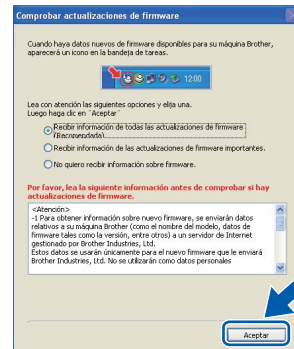 Comprobar actualizaciones de firmware
Cuando haya datos nuevos de firmware disponibles para su máquina Brother,
aparecerá un icono en la bandeja de tareas.
12:00
Lea con atención las siguientes opciones y elija una.
Luego haga clic en "Aceptar"
Recibir información de todas las actualizaciones de firmware
(Recomendada)
Recibir información de las actualizaciones de firmware importantes.
No quiero recibir información sobre firmware.
Por favor, lea la siguiente información antes de comprobar si hay
actualizaciones de firmware.
<Atención>
-1 Para obtener información sobre nuevo firmware, se enviarán datos
relativos a su máquina Brother (como el nombre del modelo, datos de
firmware tales como la versión, entre otros) a un servidor de Internet
gestionado por Brother Industries, Ltd.
Estos datos se usarán únicamente para el nuevo firmware que le enviará
Brother Industries, Ltd. No se utilizarán como datos personales
Aceptar